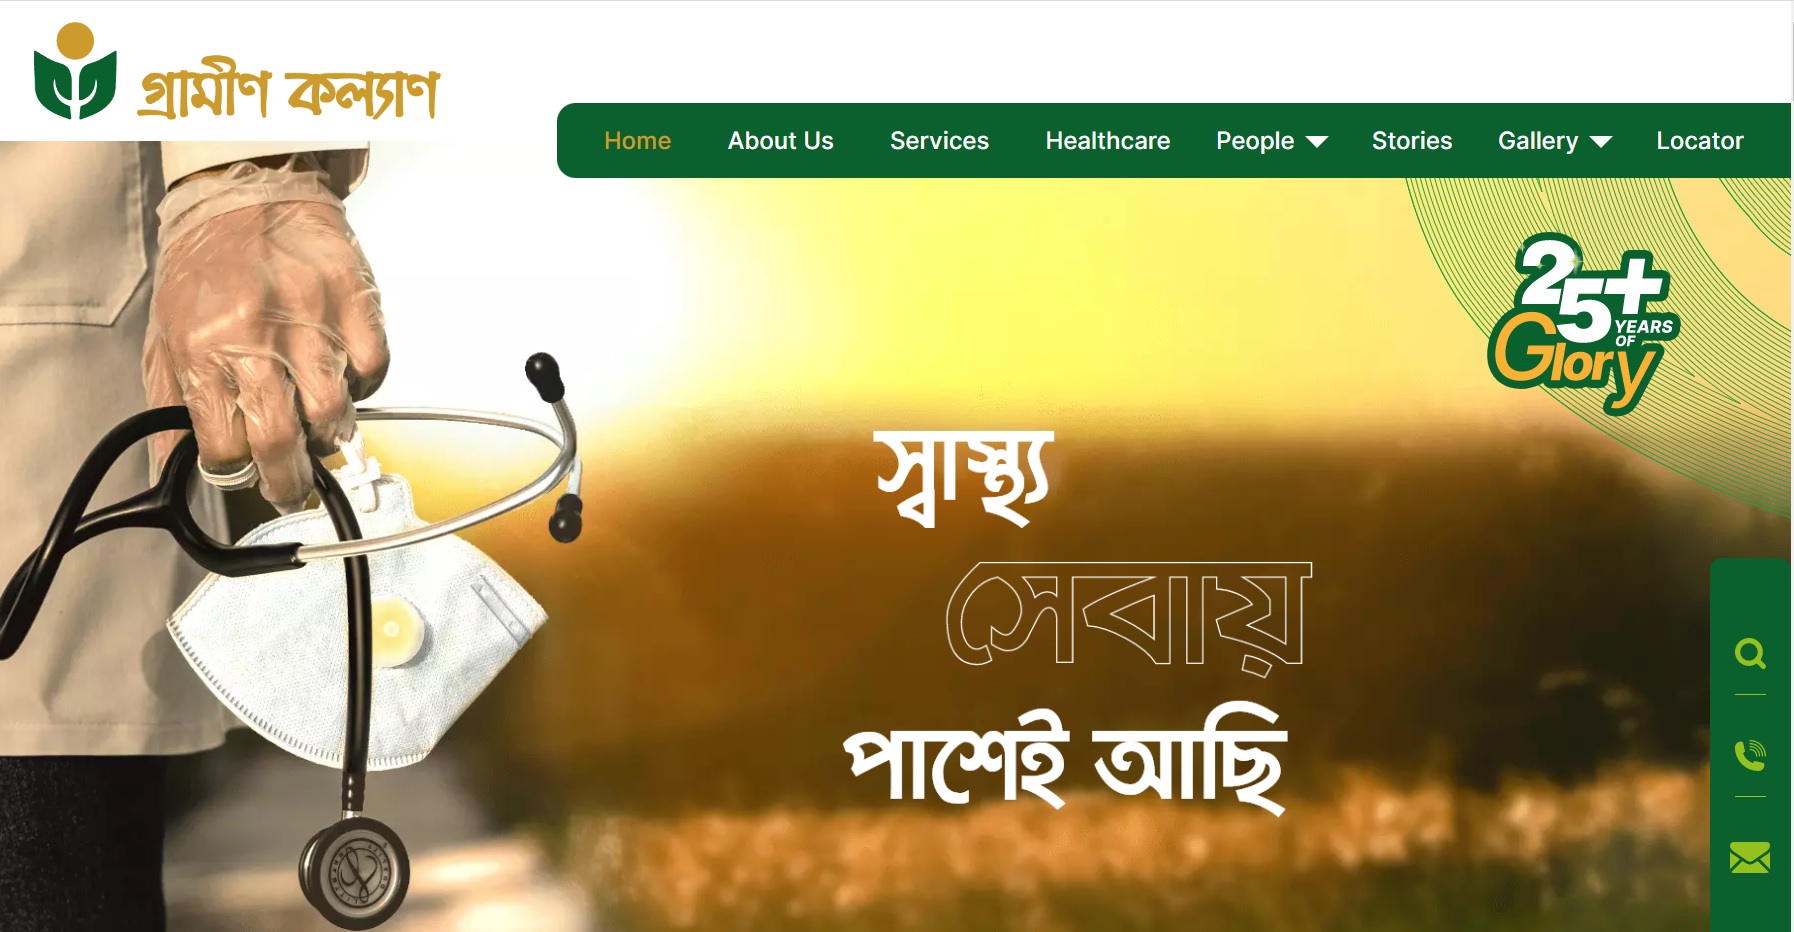 গ্রামীণ কল্যাণ
Home About Us Services Healthcare People Stories Gallery Locator
25+
YEARS
OF
Glory
স্বাস্থ্য
সেবায়
পাশেই আছি